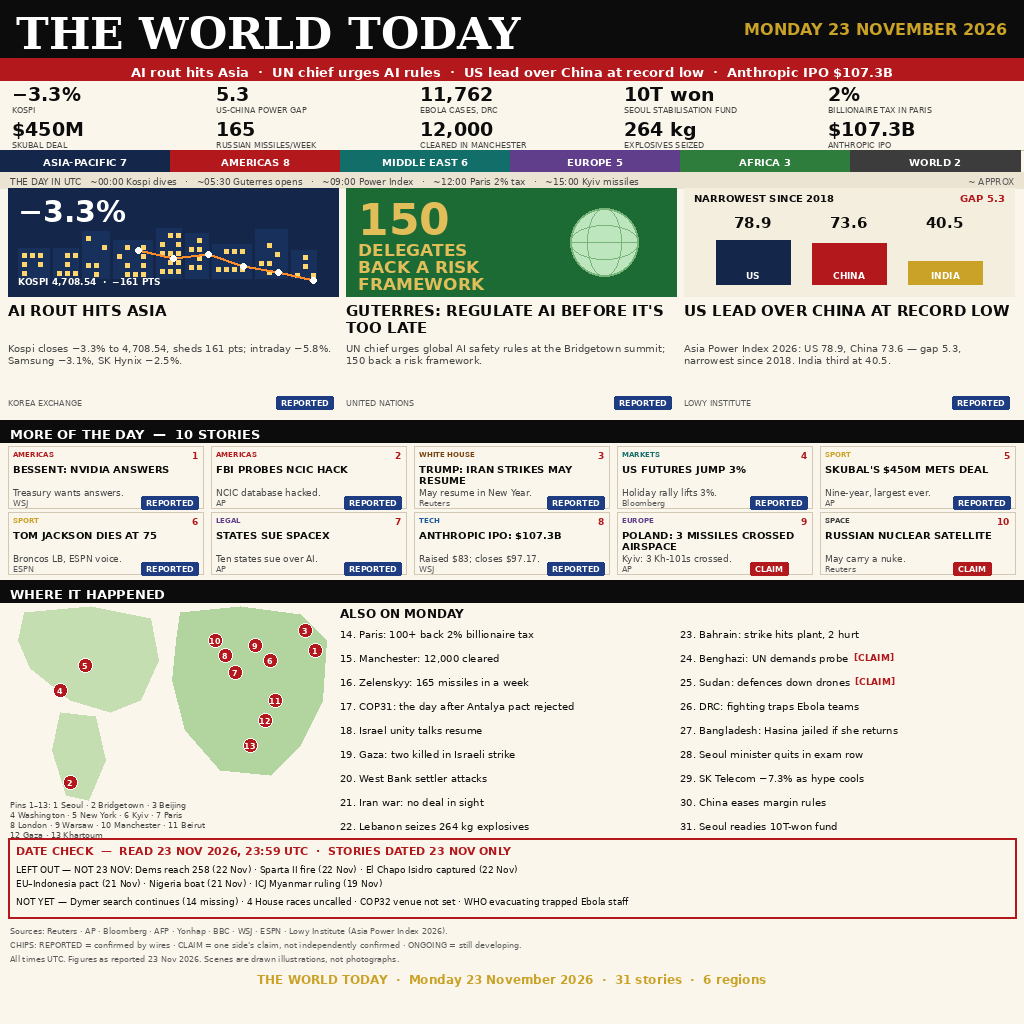 THE WORLD TODAY
MONDAY 23 NOVEMBER 2026
AI rout hits Asia · UN chief urges AI rules · US lead over China at record low · Anthropic IPO $107.3B
−3.3%
KOSPI
5.3
US-CHINA POWER GAP
11,762
EBOLA CASES, DRC
10T won
SEOUL STABILISATION FUND
2%
BILLIONAIRE TAX IN PARIS
$450M
SKUBAL DEAL
165
RUSSIAN MISSILES/WEEK
12,000
CLEARED IN MANCHESTER
264 kg
EXPLOSIVES SEIZED
$107.3B
ANTHROPIC IPO
ASIA-PACIFIC 7
AMERICAS 8
MIDDLE EAST 6
EUROPE 5
AFRICA 3
WORLD 2
THE DAY IN UTC ~00:00 Kospi dives · ~05:30 Guterres opens · ~09:00 Power Index · ~12:00 Paris 2% tax · ~15:00 Kyiv missiles
~ APPROX
−3.3%
KOSPI 4,708.54 · −161 PTS
150
DELEGATES
BACK A RISK
FRAMEWORK
NARROWEST SINCE 2018
GAP 5.3
78.9
73.6
40.5
US
CHINA
INDIA
AI ROUT HITS ASIA
Kospi closes −3.3% to 4,708.54, sheds 161 pts; intraday −5.8%.
Samsung −3.1%, SK Hynix −2.5%.
KOREA EXCHANGE
REPORTED
GUTERRES: REGULATE AI BEFORE IT'S
TOO LATE
UN chief urges global AI safety rules at the Bridgetown summit;
150 back a risk framework.
UNITED NATIONS
REPORTED
US LEAD OVER CHINA AT RECORD LOW
Asia Power Index 2026: US 78.9, China 73.6 — gap 5.3,
narrowest since 2018. India third at 40.5.
LOWY INSTITUTE
REPORTED
MORE OF THE DAY — 10 STORIES
AMERICAS
1
BESSENT: NVIDIA ANSWERS
Treasury wants answers.
WSJ
REPORTED
AMERICAS
2
FBI PROBES NCIC HACK
NCIC database hacked.
AP
REPORTED
WHITE HOUSE
3
TRUMP: IRAN STRIKES MAY
RESUME
May resume in New Year.
Reuters
REPORTED
MARKETS
4
US FUTURES JUMP 3%
Holiday rally lifts 3%.
Bloomberg
REPORTED
SPORT
5
SKUBAL'S $450M METS DEAL
Nine-year, largest ever.
AP
REPORTED
SPORT
6
TOM JACKSON DIES AT 75
Broncos LB, ESPN voice.
ESPN
REPORTED
LEGAL
7
STATES SUE SPACEX
Ten states sue over AI.
AP
REPORTED
TECH
8
ANTHROPIC IPO: $107.3B
Raised $83; closes $97.17.
WSJ
REPORTED
EUROPE
9
POLAND: 3 MISSILES CROSSED
AIRSPACE
Kyiv: 3 Kh-101s crossed.
AP
CLAIM
SPACE
10
RUSSIAN NUCLEAR SATELLITE
May carry a nuke.
Reuters
CLAIM
WHERE IT HAPPENED
10
8
7
9
6
3
1
5
4
11
12
13
2
Pins 1–13: 1 Seoul · 2 Bridgetown · 3 Beijing
4 Washington · 5 New York · 6 Kyiv · 7 Paris
8 London · 9 Warsaw · 10 Manchester · 11 Beirut
12 Gaza · 13 Khartoum
ALSO ON MONDAY
14. Paris: 100+ back 2% billionaire tax
15. Manchester: 12,000 cleared
16. Zelenskyy: 165 missiles in a week
17. COP31: the day after Antalya pact rejected
18. Israel unity talks resume
19. Gaza: two killed in Israeli strike
20. West Bank settler attacks
21. Iran war: no deal in sight
22. Lebanon seizes 264 kg explosives
23. Bahrain: strike hits plant, 2 hurt
24. Benghazi: UN demands probe [CLAIM]
25. Sudan: defences down drones [CLAIM]
26. DRC: fighting traps Ebola teams
27. Bangladesh: Hasina jailed if she returns
28. Seoul minister quits in exam row
29. SK Telecom −7.3% as hype cools
30. China eases margin rules
31. Seoul readies 10T-won fund
DATE CHECK — READ 23 NOV 2026, 23:59 UTC · STORIES DATED 23 NOV ONLY
LEFT OUT — NOT 23 NOV: Dems reach 258 (22 Nov) · Sparta II fire (22 Nov) · El Chapo Isidro captured (22 Nov)
EU–Indonesia pact (21 Nov) · Nigeria boat (21 Nov) · ICJ Myanmar ruling (19 Nov)
NOT YET — Dymer search continues (14 missing) · 4 House races uncalled · COP32 venue not set · WHO evacuating trapped Ebola staff
Sources: Reuters · AP · Bloomberg · AFP · Yonhap · BBC · WSJ · ESPN · Lowy Institute (Asia Power Index 2026).
CHIPS: REPORTED = confirmed by wires · CLAIM = one side's claim, not independently confirmed · ONGOING = still developing.
All times UTC. Figures as reported 23 Nov 2026. Scenes are drawn illustrations, not photographs.
THE WORLD TODAY · Monday 23 November 2026 · 31 stories · 6 regions